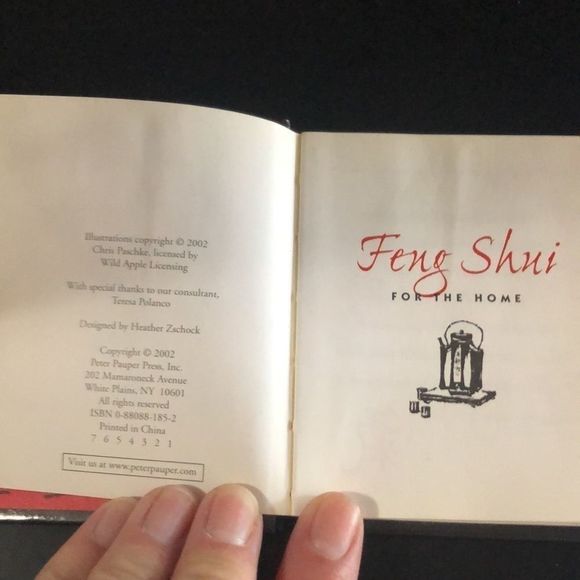 Illustrations copyright © 2002
Chris Paschke, licensed by
Wild Apple Licensing
With special thanks to our consultant,
Teresa Polanco
Designed by Heather Zschock
Copyright © 2002
Peter Pauper Press, Inc.
202 Mamaroneck Avenue
White Plains, NY 10601
All rights reserved
ISBN 0-88088-185-2
Printed in China
7 6 5 4 3 2 1
Visit us at www.peterpauper.com
Feng Shui
FOR THE HOME